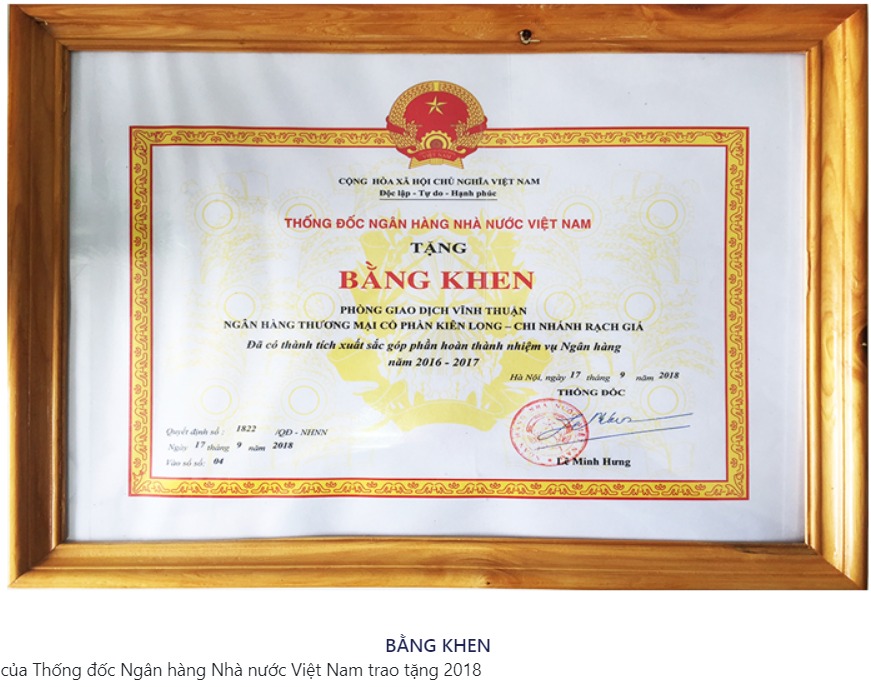 VIỆT NAM
CỘNG HÒA XÃ HỘI CHỦ NGHĨA VIỆT NAM
Độc lập - Tự do - Hạnh phúc
THỐNG ĐỐC NGÂN HÀNG NHÀ NƯỚC VIỆT NAM
TẶNG
BẰNG KHEN
PHÒNG GIAO DỊCH VĨNH THUẬN
NGÂN HÀNG THƯƠNG MẠI CỔ PHẦN KIÊN LONG – CHI NHÁNH RẠCH GIÁ
Đã có thành tích xuất sắc góp phần hoàn thành nhiệm vụ Ngân hàng
năm 2016 - 2017
Hà Nội, ngày 17 tháng 9 năm 2018
THỐNG ĐỐC
Lê Minh Hưng
Quyết định số : 1822 /QĐ - NHNN
Ngày 17 tháng 9 năm 2018
Vào sổ số: 04
BẰNG KHEN
của Thống đốc Ngân hàng Nhà nước Việt Nam trao tặng 2018